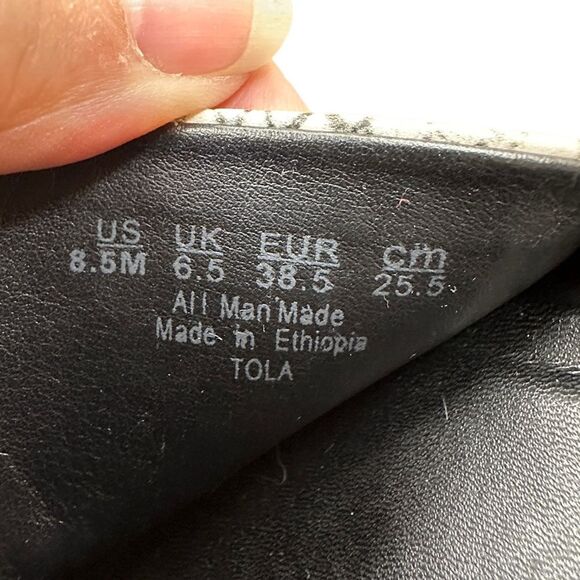 US UK EUR cm
8.5M 6.5 38.5 25.5
All Man Made
Made in Ethiopia
TOLA